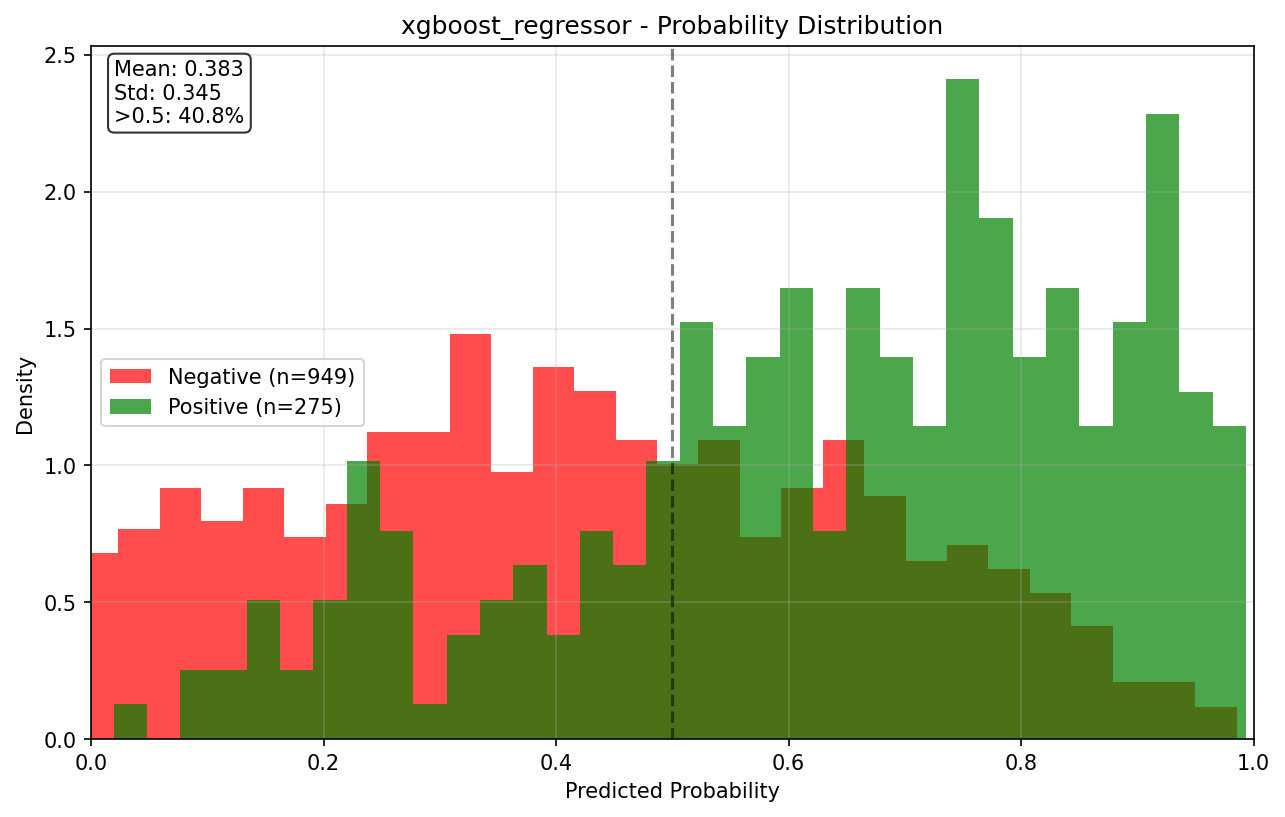 xgboost_regressor - Probability Distribution
Mean: 0.383
Std: 0.345
>0.5: 40.8%
Negative (n=949)
Positive (n=275)
Density
2.5
2.0
1.5
1.0
0.5
0.0
0.0 0.2 0.4 0.6 0.8 1.0
Predicted Probability